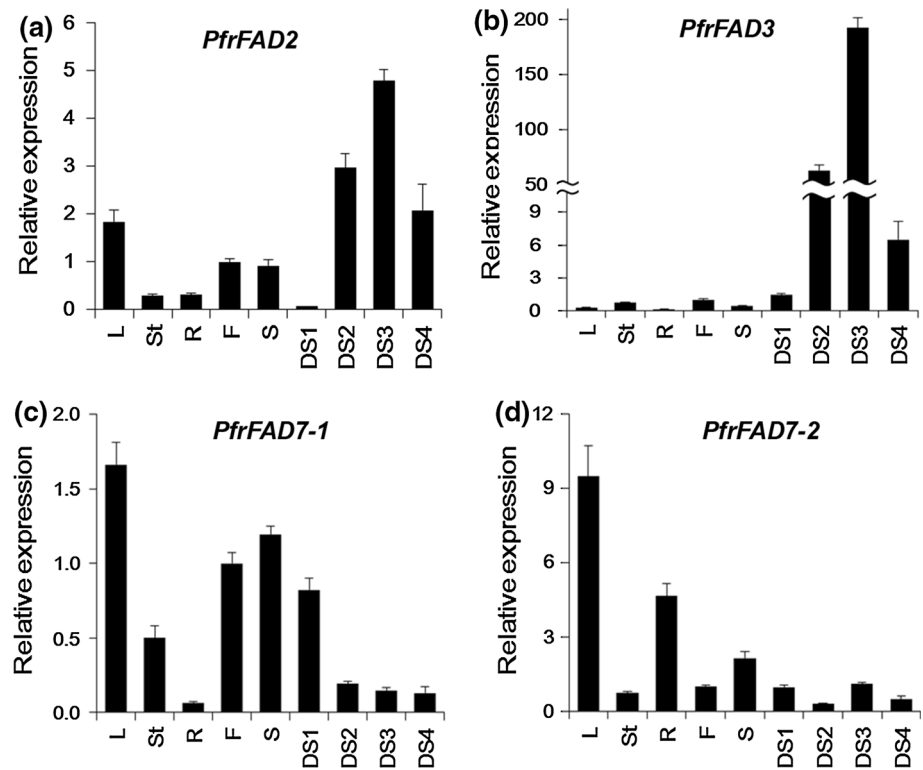 (a)
PfrFAD2
Relative expression
6
5
4
3
2
1
0
L St R F S DS1 DS2 DS3 DS4
(b)
PfrFAD3
Relative expression
200
150
100
50
9
6
3
0
L St R F S DS1 DS2 DS3 DS4
(c)
PfrFAD7-1
Relative expression
2.0
1.5
1.0
0.5
0.0
L St R F S DS1 DS2 DS3 DS4
(d)
PfrFAD7-2
Relative expression
12
9
6
3
0
L St R F S DS1 DS2 DS3 DS4